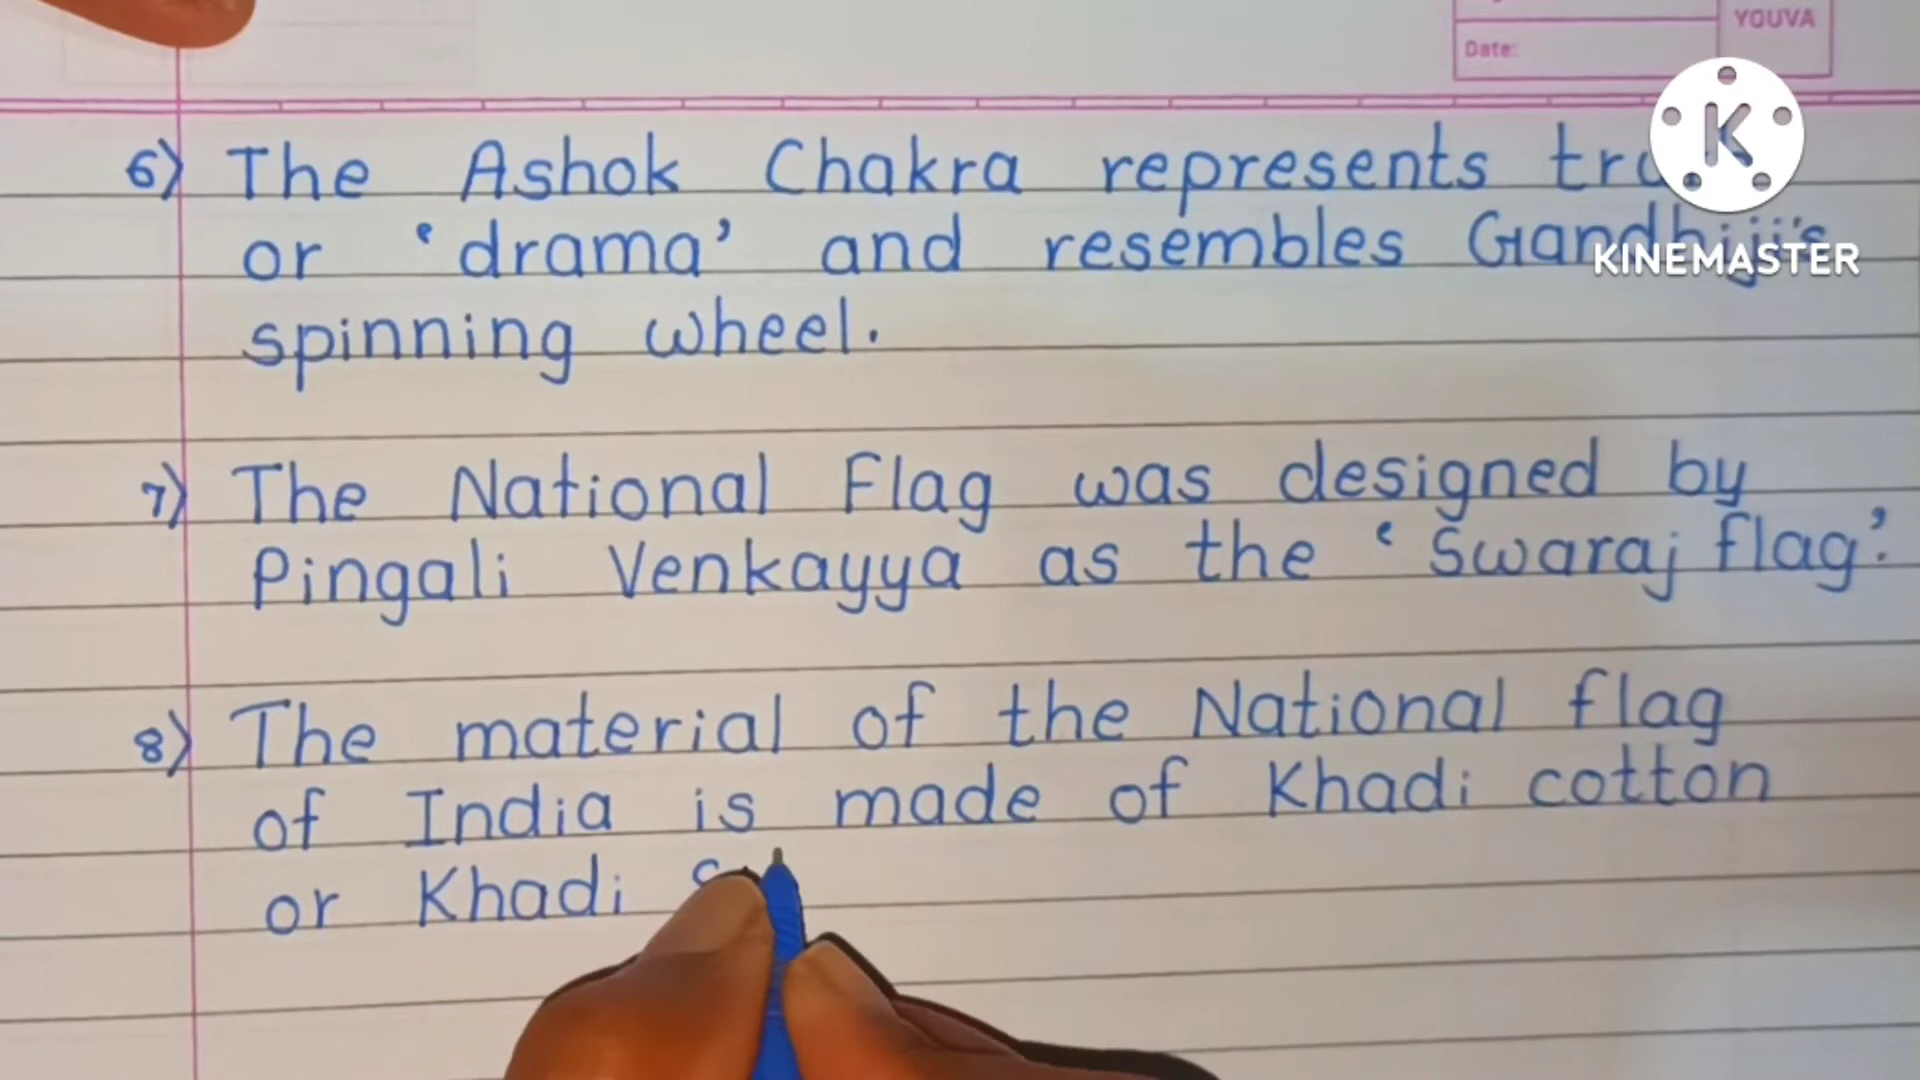 YOUVA
Date:
K
KINEMASTER
6) The Ashok Chakra represents
or 'drama' and resembles Gandhiji's
spinning wheel.
7) The National Flag was designed by
Pingali Venkayya as the 'Swaraj flag'.
8) The material of the National flag
of India is made of Khadi cotton
or Khadi